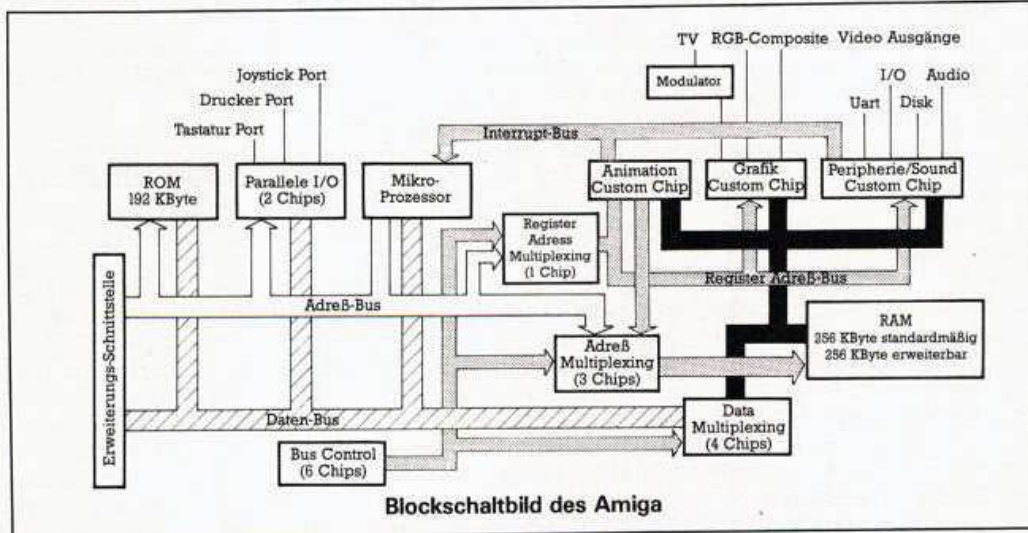 TV RGB-Composite Video Ausgänge
Modulator
I/O Audio
Uart Disk
Joystick Port
Drucker Port
Tastatur Port
Interrupt-Bus
ROM
192 KByte
Parallele I/O
(2 Chips)
Mikro-
Prozessor
Animation
Custom Chip
Grafik
Custom Chip
Peripherie/Sound
Custom Chip
Register
Adress
Multiplexing
(1 Chip)
Register Adreß-Bus
Erweiterungs-Schnittstelle
Adreß-Bus
Adreß
Multiplexing
(3 Chips)
RAM
256 KByte standardmäßig
256 KByte erweiterbar
Daten-Bus
Data
Multiplexing
(4 Chips)
Bus Control
(6 Chips)
Blockschaltbild des Amiga